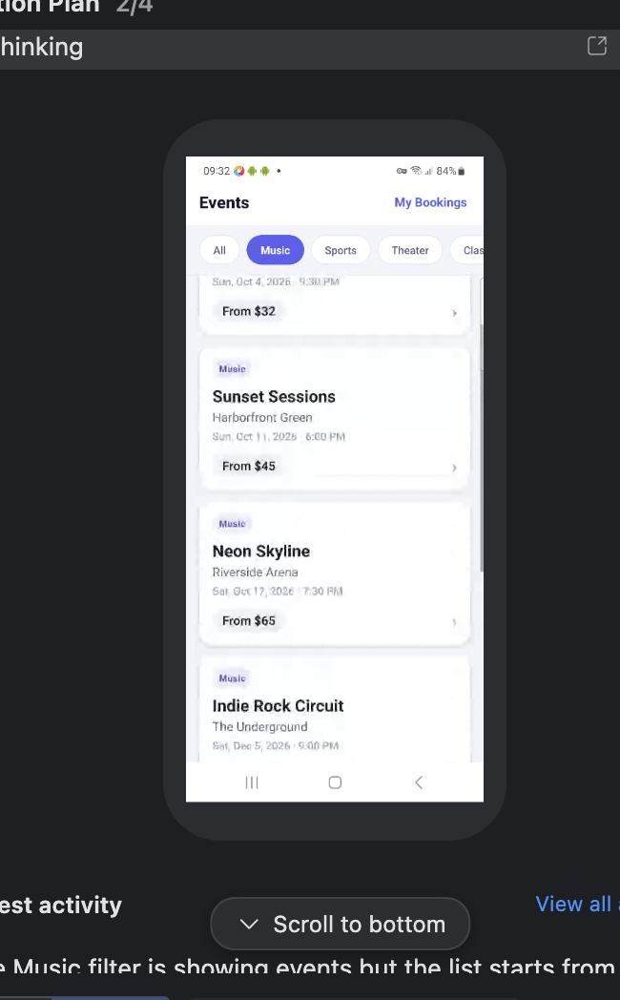 tion Plan 2/4
hinking
09:32 84%
Events My Bookings
All Music Sports Theater Clas
Sun, Oct 4, 2026 · 9:30 PM
From $32
Music
Sunset Sessions
Harborfront Green
Sun, Oct 11, 2026 · 6:00 PM
From $45
Music
Neon Skyline
Riverside Arena
Sat, Oct 17, 2026 · 7:30 PM
From $65
Music
Indie Rock Circuit
The Underground
Sat, Dec 5, 2026 · 9:00 PM
est activity View all
Scroll to bottom
e Music filter is showing events but the list starts from